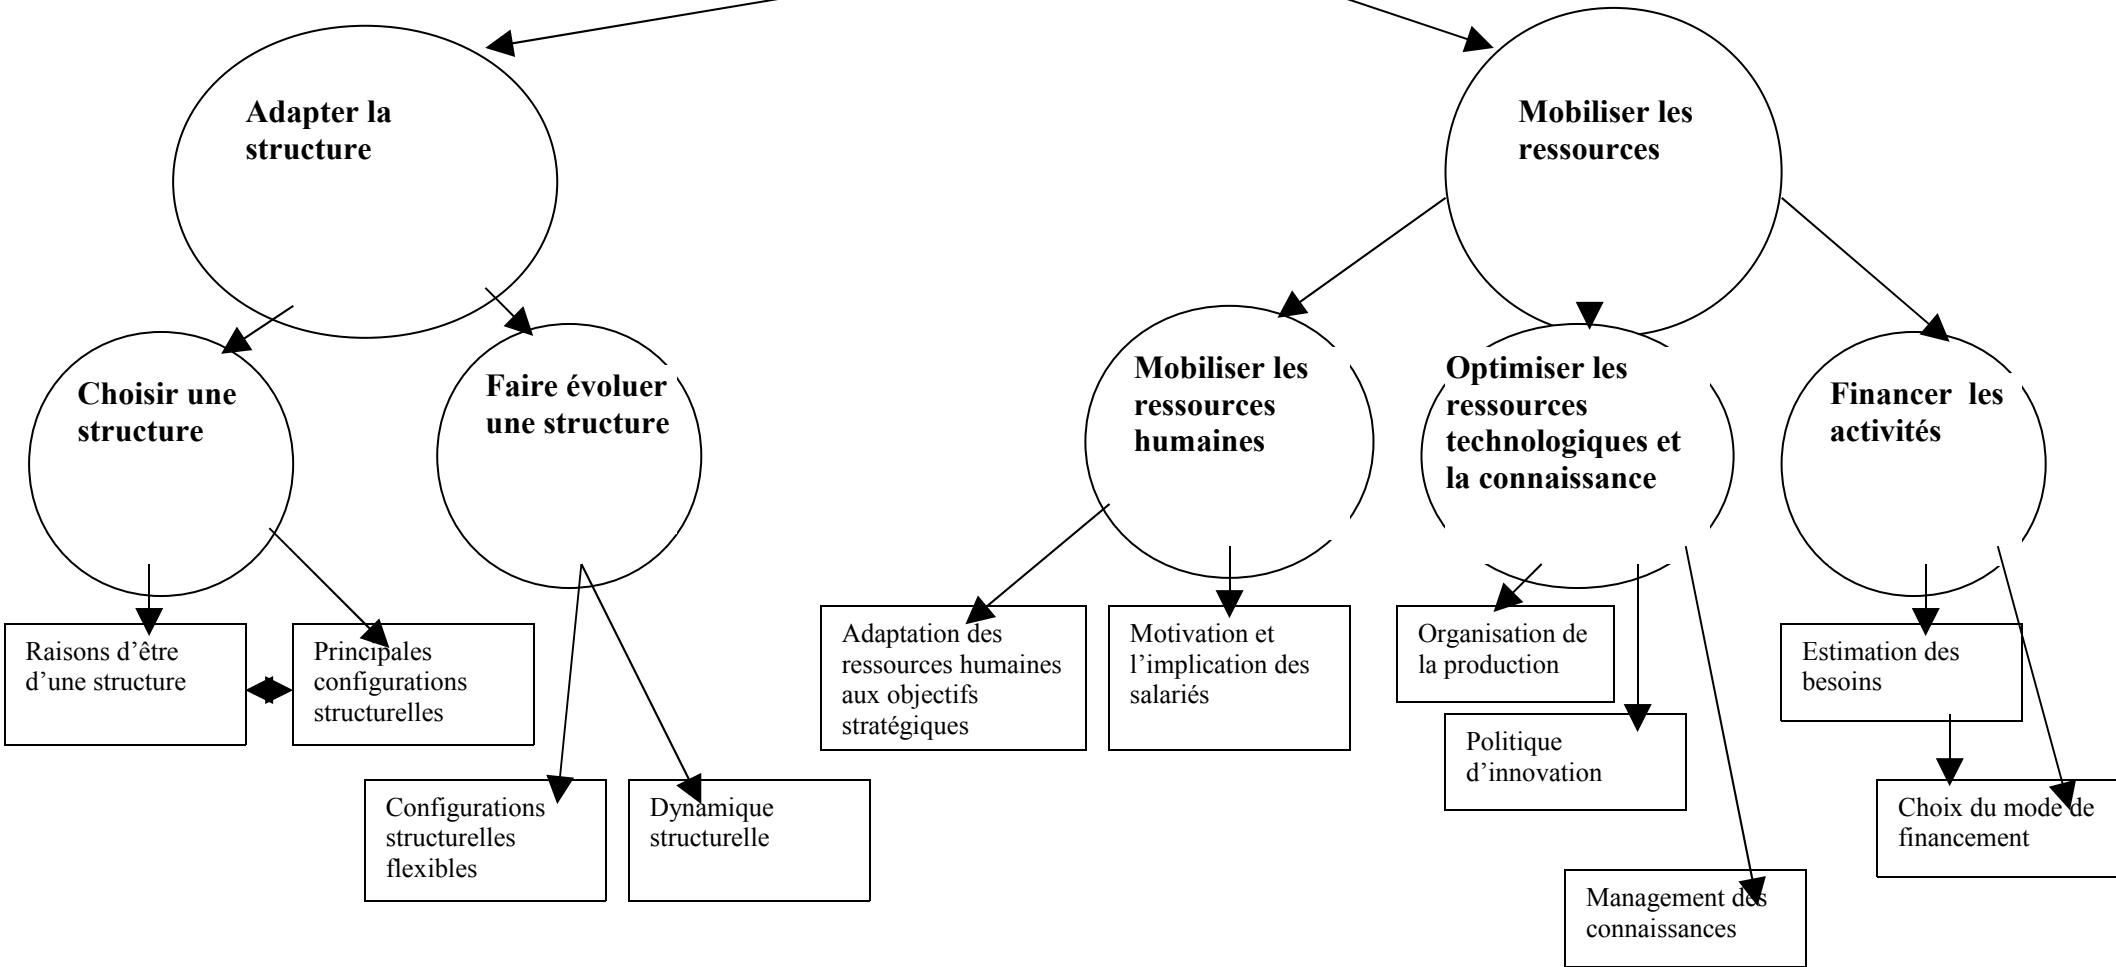 Adapter la
structure
Mobiliser les
ressources
Choisir une
structure
Faire évoluer
une structure
Mobiliser les
ressources
humaines
Optimiser les
ressources
technologiques et
la connaissance
Financer  les
activités
Raisons d’être
d’une structure
Principales
configurations
structurelles
Adaptation des
ressources humaines
aux objectifs
stratégiques
Motivation et
l’implication des
salariés
Organisation de
la production
Estimation des
besoins
Politique
d’innovation
Configurations
structurelles
flexibles
Dynamique
structurelle
Choix du mode de
financement
Management des
connaissances